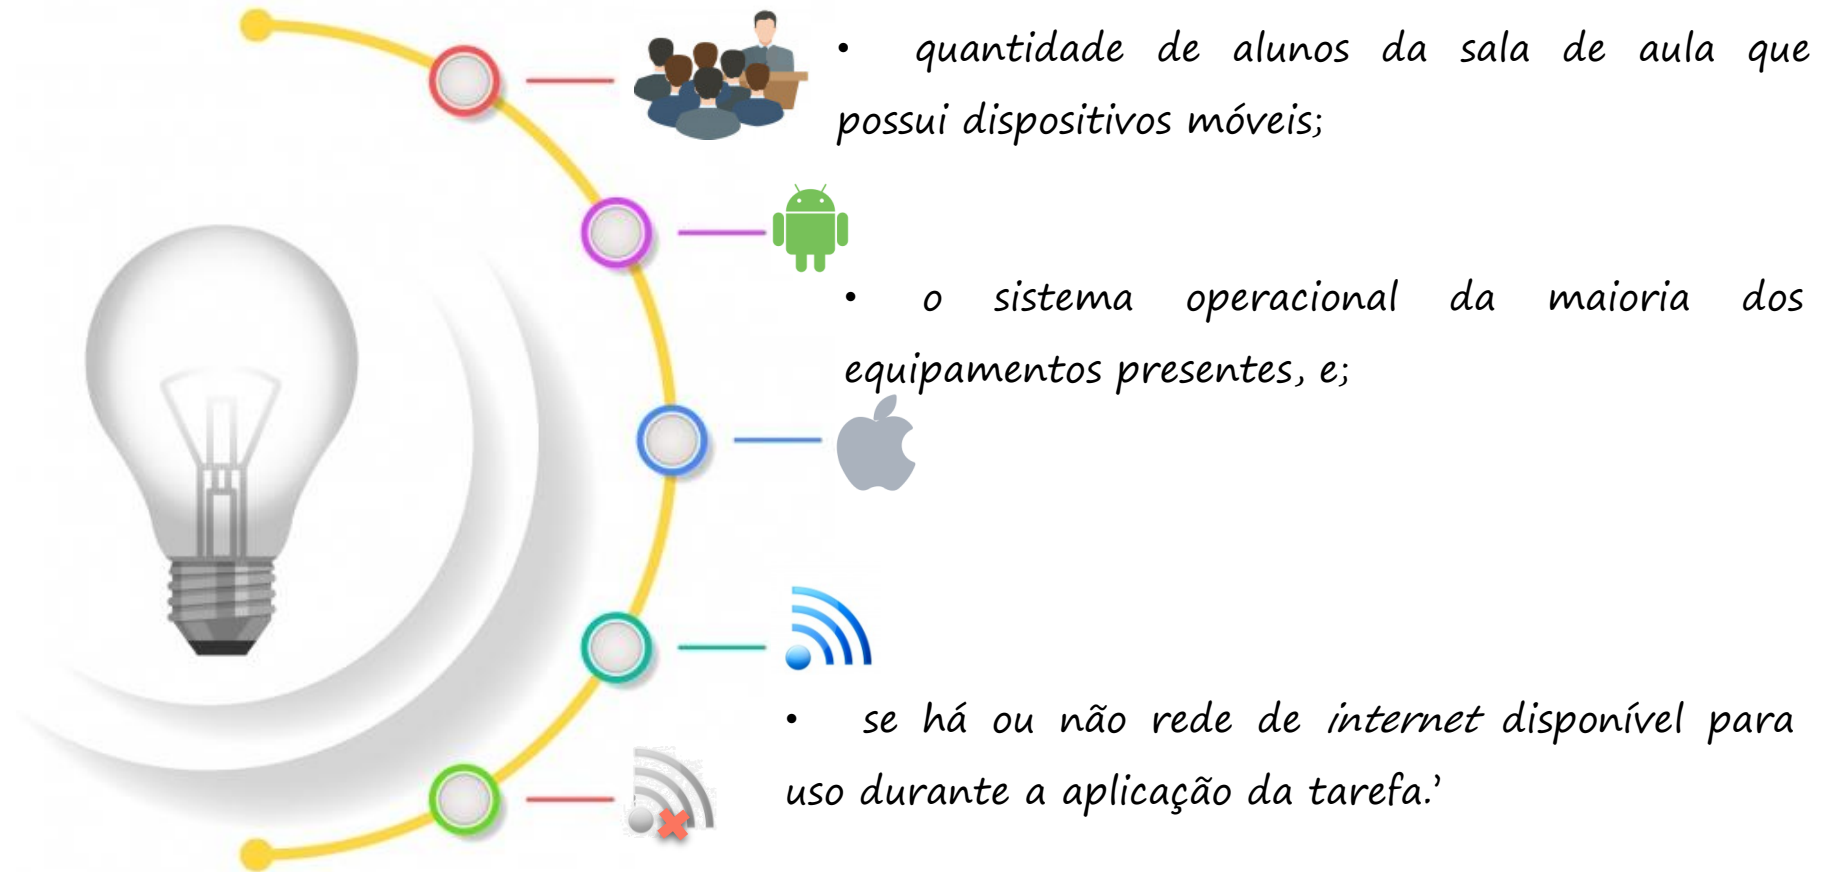 • quantidade de alunos da sala de aula que
possui dispositivos móveis;
• o sistema operacional da maioria dos
equipamentos presentes, e;
• se há ou não rede de internet disponível para
uso durante a aplicação da tarefa.’